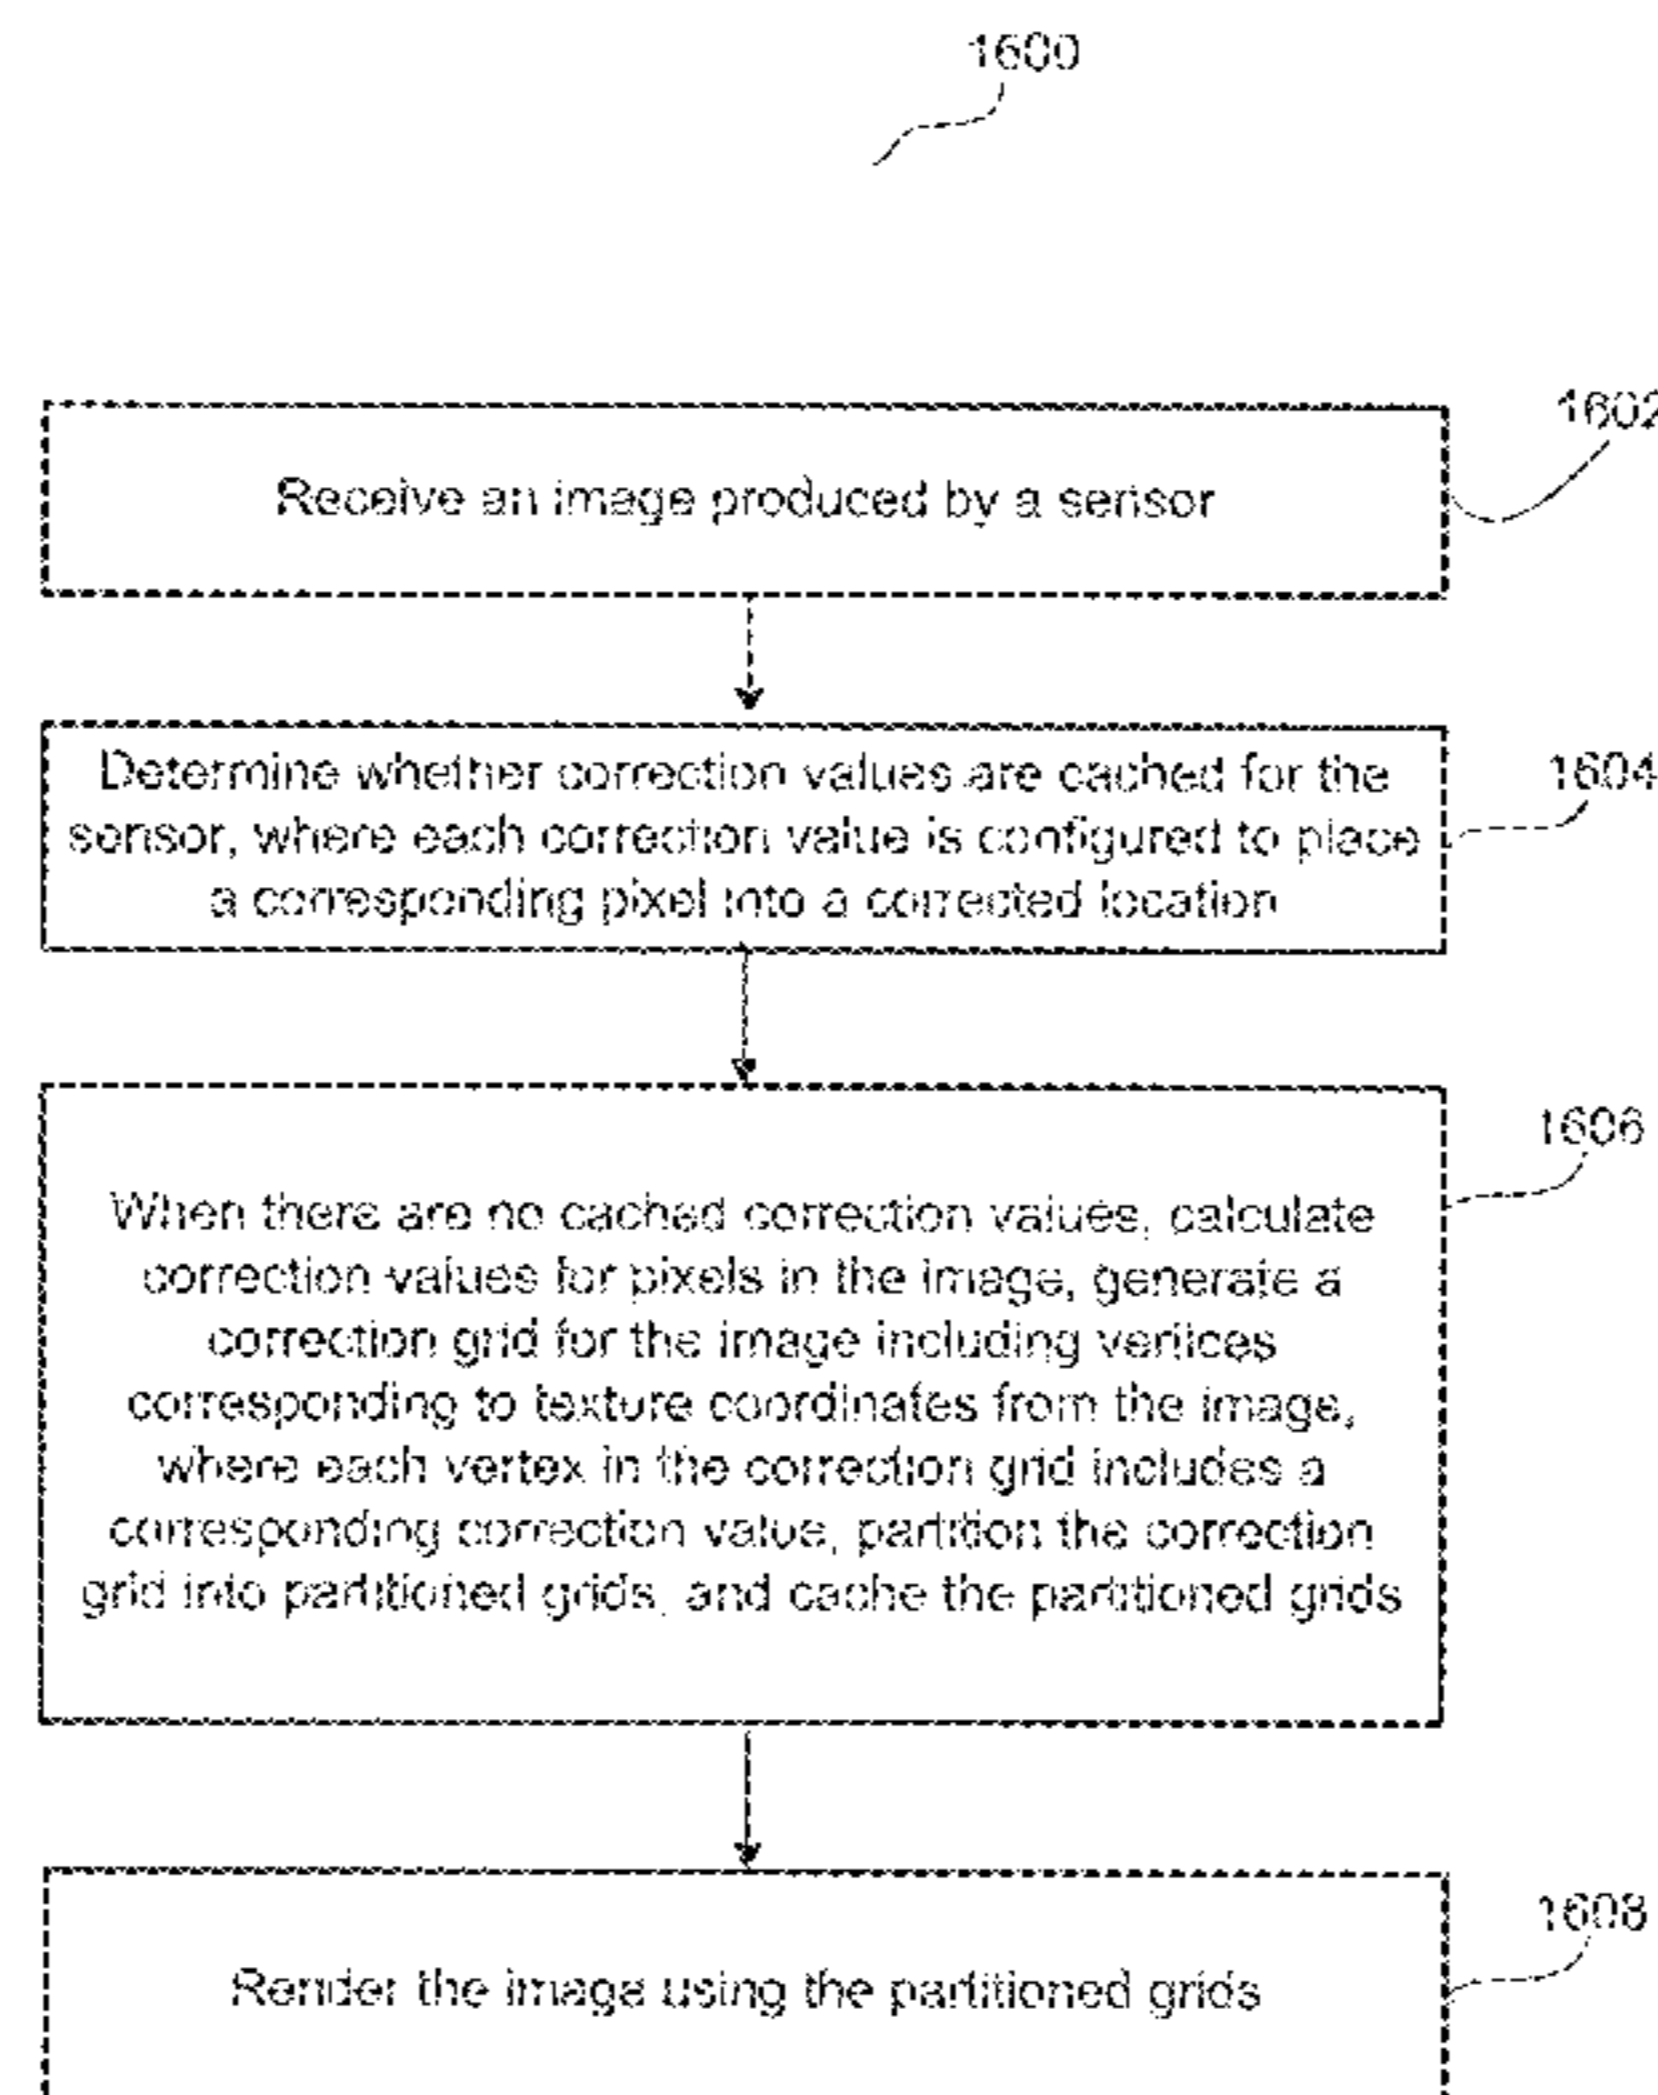 1600
1602
Receive an image produced by a sensor
Determine whether correction values are cached for the
sensor, where each correction value is configured to place
a corresponding pixel into a corrected location
1604
1606
When there are no cached correction values, calculate
correction values for pixels in the image, generate a
correction grid for the image including vertices
corresponding to texture coordinates from the image,
where each vertex in the correction grid includes a
corresponding correction value, partition the correction
grid into partitioned grids, and cache the partitioned grids
1608
Render the image using the partitioned grids